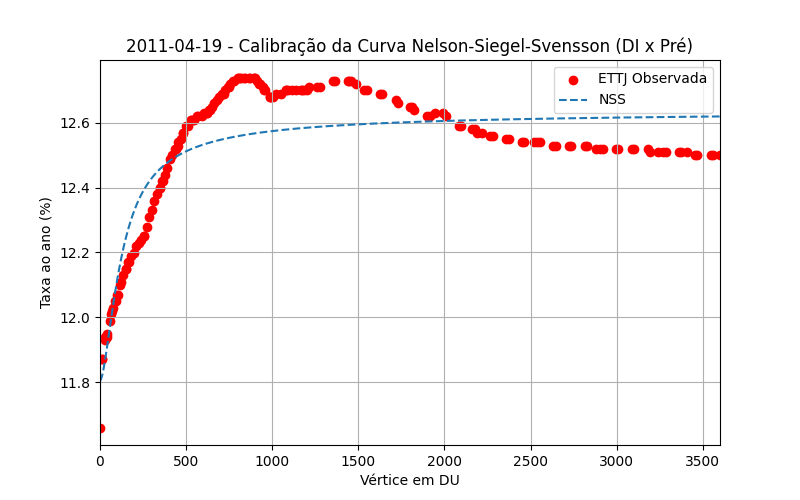 2011-04-19 - Calibração da Curva Nelson-Siegel-Svensson (DI x Pré)
ETTJ Observada
NSS
Taxa ao ano (%)
12.6
12.4
12.2
12.0
11.8
0 500 1000 1500 2000 2500 3000 3500
Vértice em DU